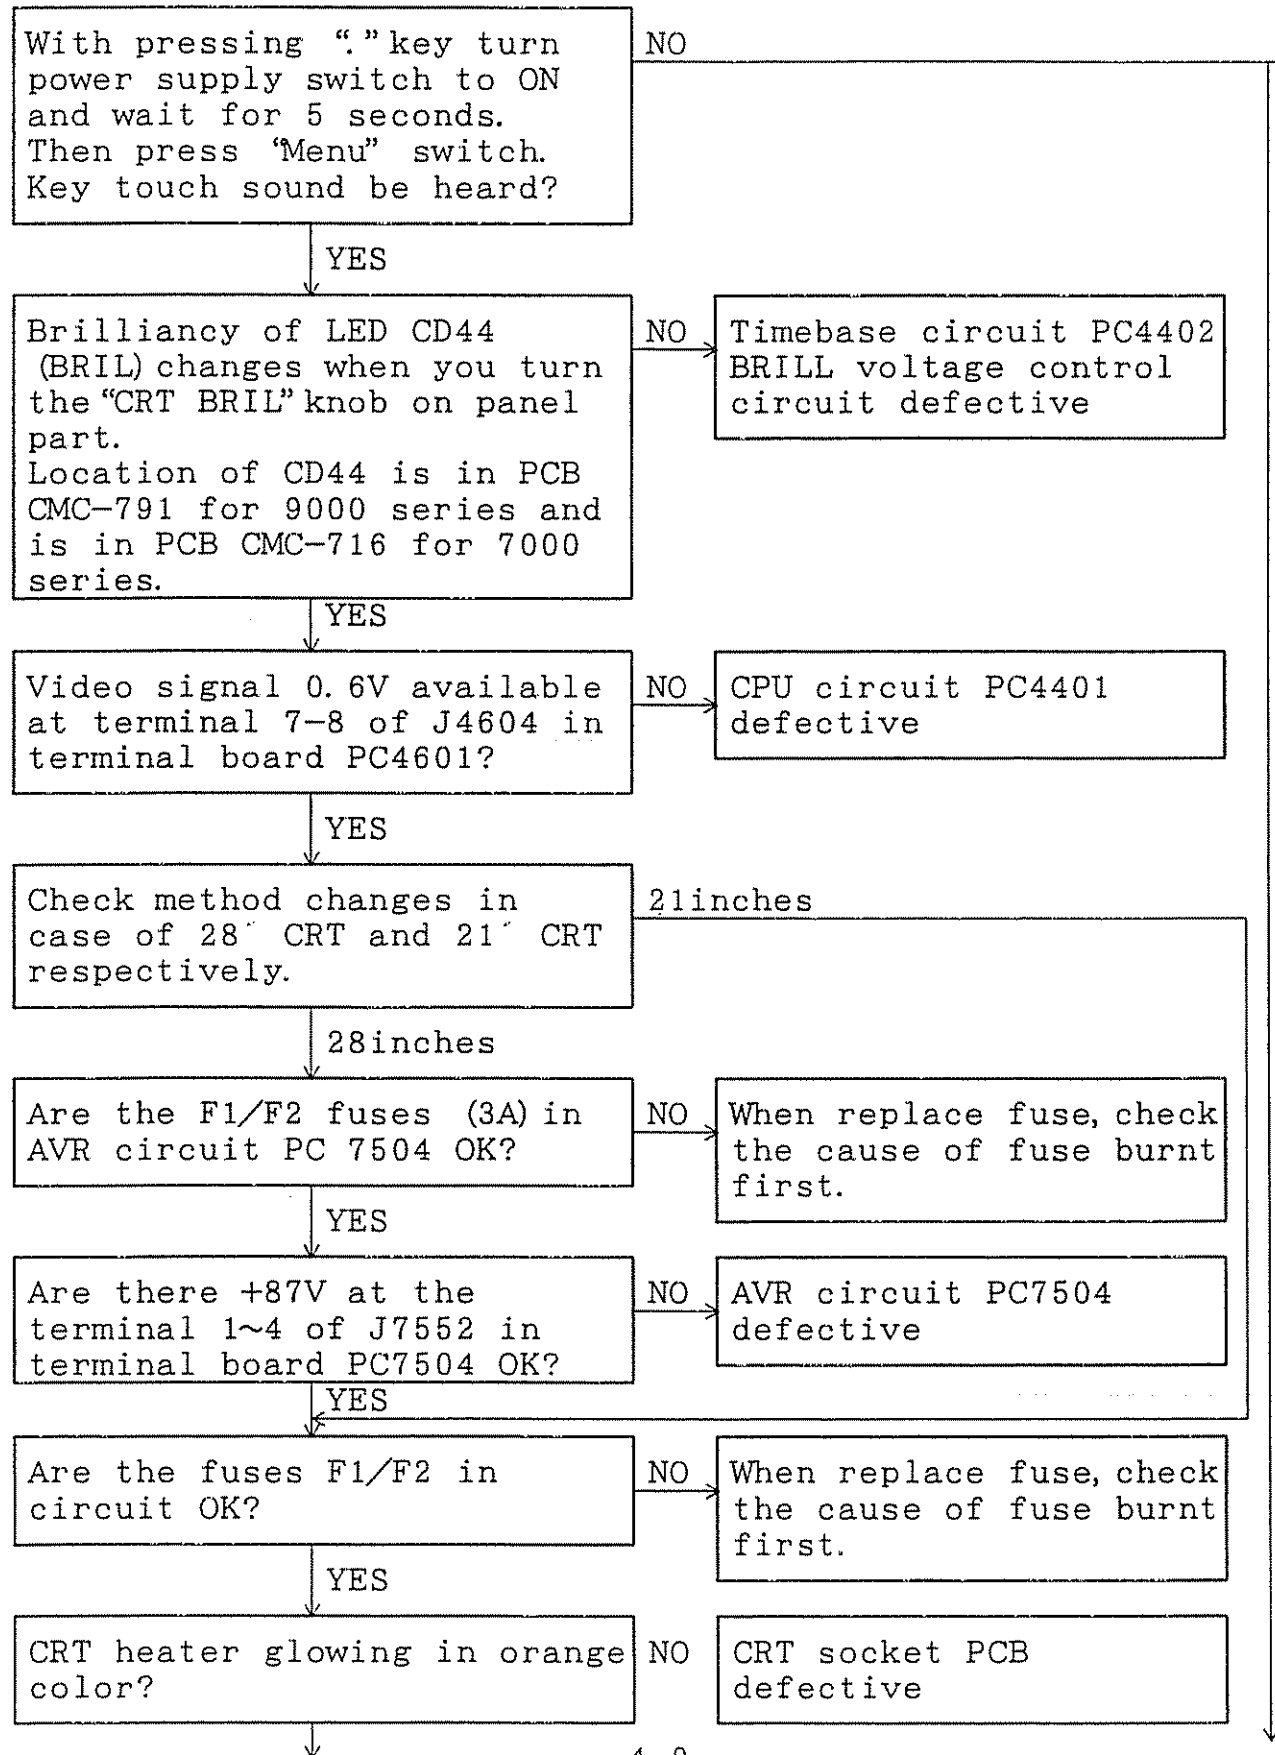 With pressing “.” key turn
power supply switch to ON
and wait for 5 seconds.
Then press ‘Menu” switch.
Key touch sound be heard?
NO
YES
Brilliancy of LED CD44
(BRIL) changes when you turn
the “CRT BRIL” knob on panel
part.
Location of CD44 is in PCB
CMC-791 for 9000 series and
is in PCB CMC-716 for 7000
series.
NO
Timebase circuit PC4402
BRILL voltage control
circuit defective
YES
Video signal 0.6V available
at terminal 7-8 of J4604 in
terminal board PC4601?
NO
CPU circuit PC4401
defective
YES
Check method changes in
case of 28″ CRT and 21″ CRT
respectively.
21inches
28inches
Are the F1/F2 fuses (3A) in
AVR circuit PC 7504 OK?
NO
When replace fuse, check
the cause of fuse burnt
first.
YES
Are there +87V at the
terminal 1~4 of J7552 in
terminal board PC7504 OK?
NO
AVR circuit PC7504
defective
YES
Are the fuses F1/F2 in
circuit OK?
NO
When replace fuse, check
the cause of fuse burnt
first.
YES
CRT heater glowing in orange
color?
NO
CRT socket PCB
defective